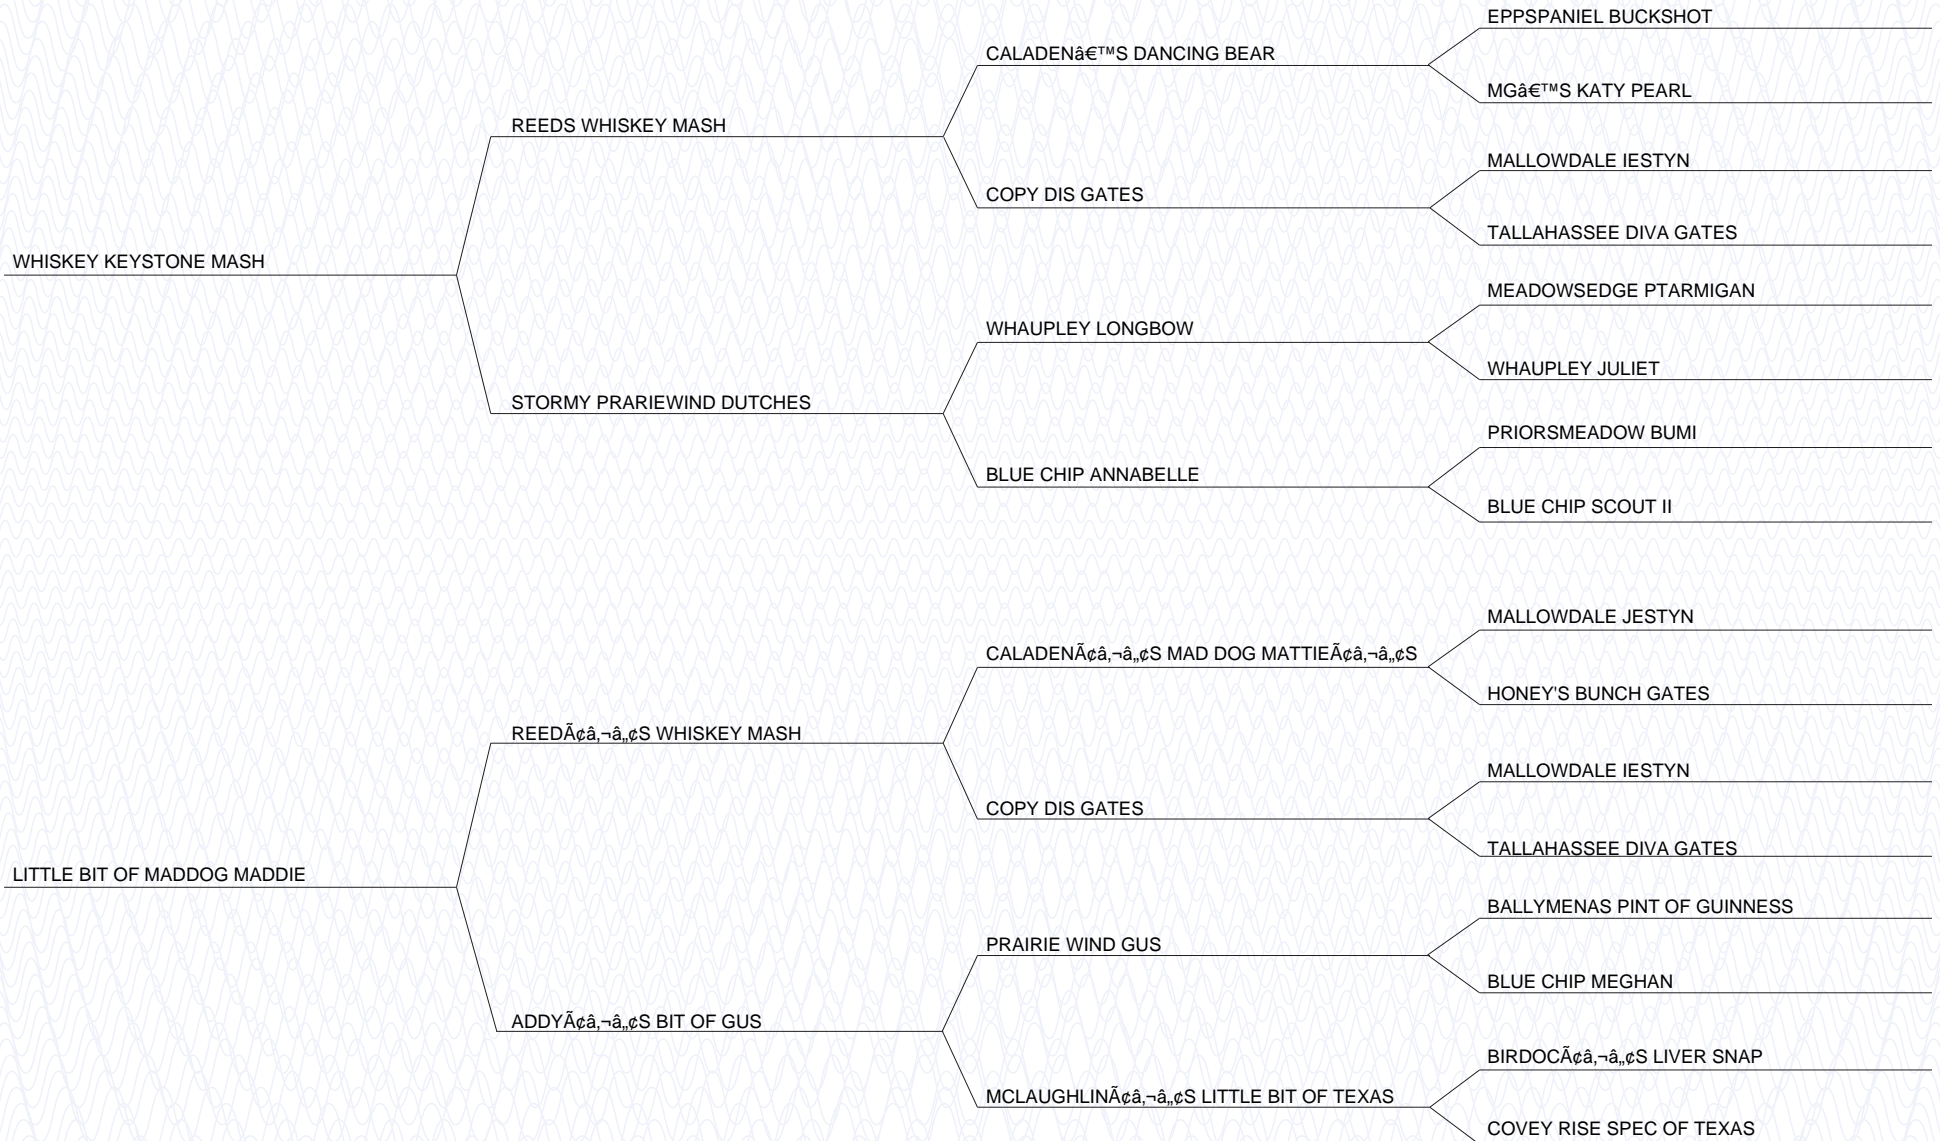 EPPSPANIEL BUCKSHOT
CALADENâ€™S DANCING BEAR
MGâ€™S KATY PEARL
REEDS WHISKEY MASH
MALLOWDALE IESTYN
COPY DIS GATES
TALLAHASSEE DIVA GATES
WHISKEY KEYSTONE MASH
MEADOWSEDGE PTARMIGAN
WHAUPLEY LONGBOW
WHAUPLEY JULIET
STORMY PRARIEWIND DUTCHES
PRIORSMEADOW BUMI
BLUE CHIP ANNABELLE
BLUE CHIP SCOUT II
MALLOWDALE JESTYN
CALADENÃ¢â‚¬â„¢S MAD DOG MATTIEÃ¢â‚¬â„¢S
HONEY'S BUNCH GATES
REEDÃ¢â‚¬â„¢S WHISKEY MASH
MALLOWDALE IESTYN
COPY DIS GATES
TALLAHASSEE DIVA GATES
LITTLE BIT OF MADDOG MADDIE
BALLYMENAS PINT OF GUINNESS
PRAIRIE WIND GUS
BLUE CHIP MEGHAN
ADDYÃ¢â‚¬â„¢S BIT OF GUS
BIRDOCÃ¢â‚¬â„¢S LIVER SNAP
MCLAUGHLINÃ¢â‚¬â„¢S LITTLE BIT OF TEXAS
COVEY RISE SPEC OF TEXAS